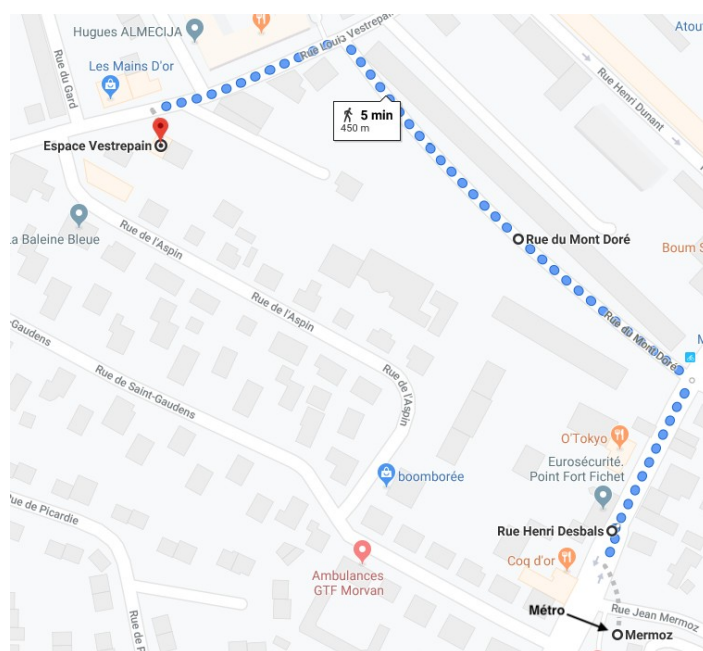 Hugues ALMECIJA
Rue Louis Vestrepain
Atou
Rue du Gard
Les Mains D'or
Rue Henri Dunant
5 min
450 m
Espace Vestrepain
Rue du Mont Doré
La Baleine Bleue
Rue de l'Aspin
Boum S
Rue de l'Aspin
Rue du Mont Doré
M
-Gaudens
Rue de Saint-Gaudens
Rue de l'Aspin
O'Tokyo
Eurosécurité.
Point Fort Fichet
boomborée
Rue de Picardie
Rue Henri Desbals
Coq d'or
Ambulances
GTF Morvan
Métro
Rue Jean Mermoz
Mermoz
Rue de P